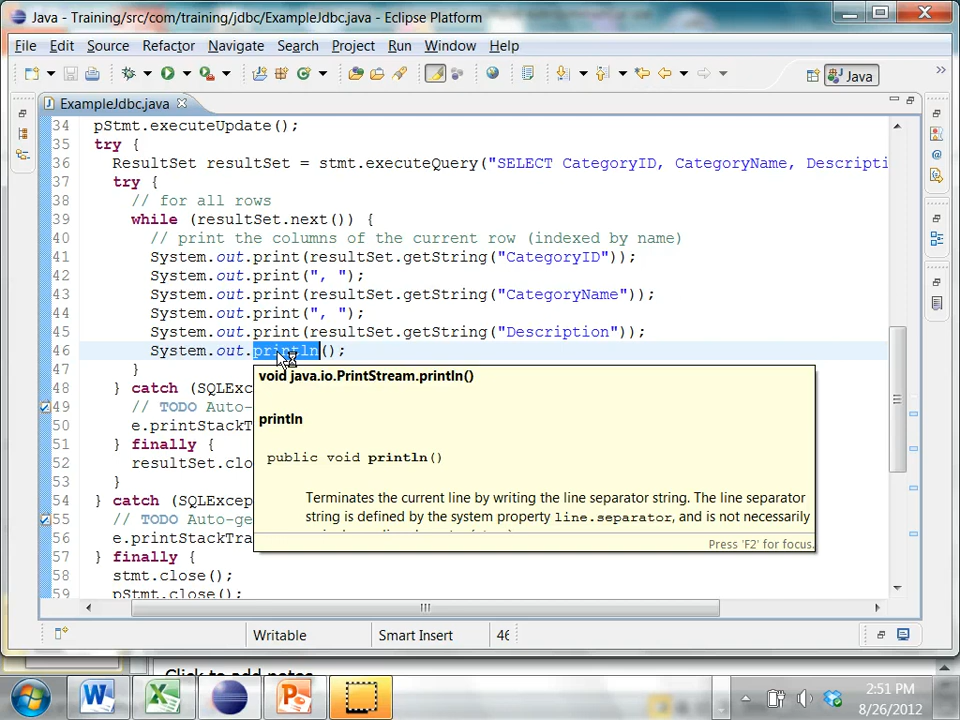 Java - Training/src/com/training/jdbc/ExampleJdbc.java - Eclipse Platform
File Edit Source Refactor Navigate Search Project Run Window Help
Java
ExampleJdbc.java
34 pStmt.executeUpdate();
35 try {
36 ResultSet resultSet = stmt.executeQuery("SELECT CategoryID, CategoryName, Descripti
37 try {
38 // for all rows
39 while (resultSet.next()) {
40 // print the columns of the current row (indexed by name)
41 System.out.print(resultSet.getString("CategoryID"));
42 System.out.print(", ");
43 System.out.print(resultSet.getString("CategoryName"));
44 System.out.print(", ");
45 System.out.print(resultSet.getString("Description"));
46 System.out.println();
47 }
48 } catch (SQLExc
49 // TODO Auto-
50 e.printStackT
51 } finally {
52 resultSet.clo
53 }
54 } catch (SQLExcep
55 // TODO Auto-ge
56 e.printStackTra
57 } finally {
58 stmt.close();
59 pStmt.close();
void java.io.PrintStream.println()
println
public void println()
Terminates the current line by writing the line separator string. The line separator
string is defined by the system property line.separator, and is not necessarily
Press 'F2' for focus.
Writable Smart Insert 46
Click to add notes
2:51 PM
8/26/2012